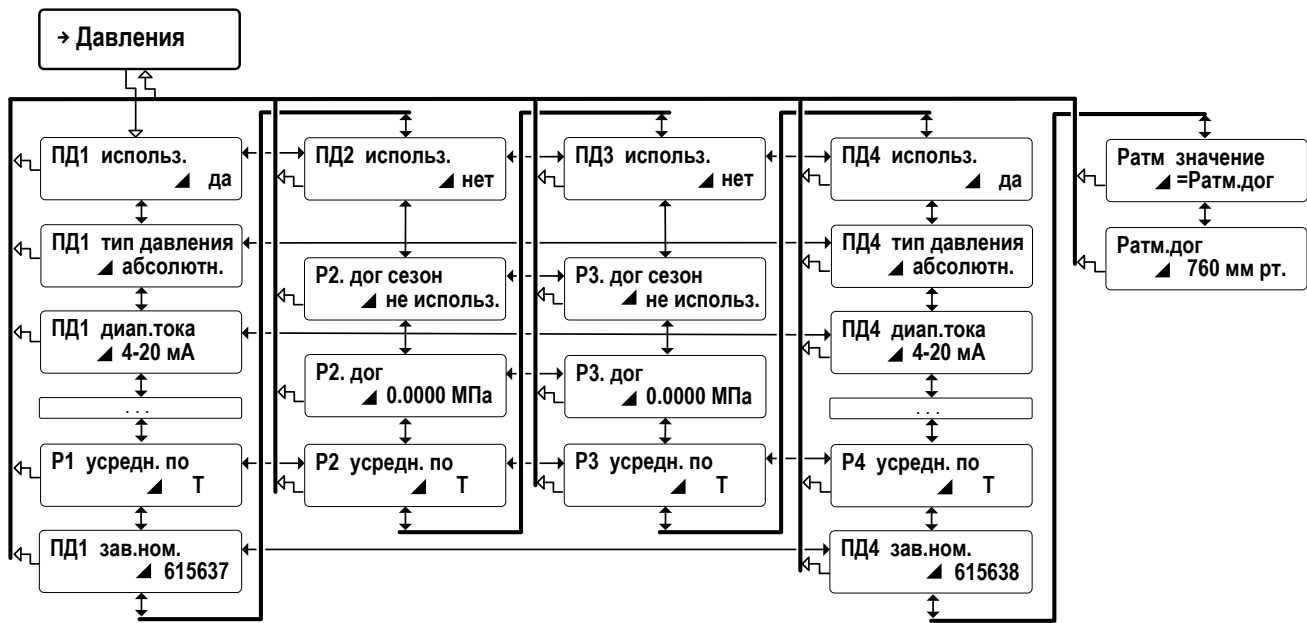 → Давления
ПД1 использ.
да
ПД1 тип давления
абсолютн.
ПД1 диап.тока
4-20 мА
. . .
Р1 усредн. по
Т
ПД1 зав.ном.
615637
ПД2 использ.
нет
Р2. дог сезон
не использ.
Р2. дог
0.0000 МПа
Р2 усредн. по
Т
ПД3 использ.
нет
Р3. дог сезон
не использ.
Р3. дог
0.0000 МПа
Р3 усредн. по
Т
ПД4 использ.
да
ПД4 тип давления
абсолютн.
ПД4 диап.тока
4-20 мА
. . .
Р4 усредн. по
Т
ПД4 зав.ном.
615638
Ратм значение
=Ратм.дог
Ратм.дог
760 мм рт.